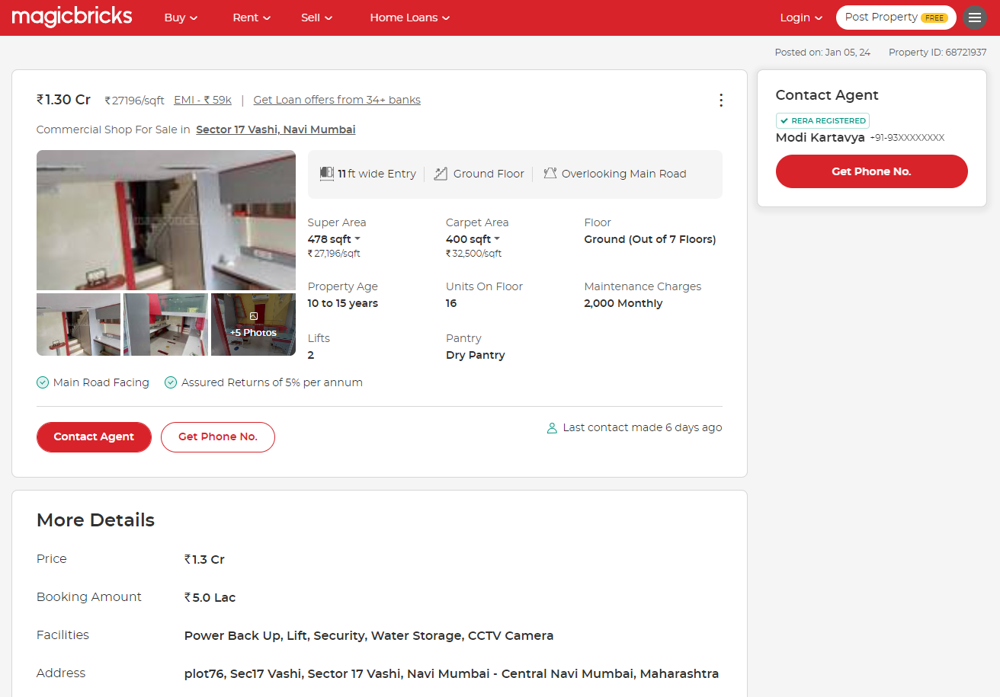 magicbricks
Buy Rent Sell Home Loans Login Post Property FREE
Posted on: Jan 05, 24 Property ID: 68721937
₹1.30 Cr ₹27196/sqft EMI - ₹ 59k | Get Loan offers from 34+ banks
Commercial Shop For Sale in Sector 17 Vashi, Navi Mumbai
magicbricks
+5 Photos
11 ft wide Entry Ground Floor Overlooking Main Road
Super Area Carpet Area Floor
478 sqft 400 sqft Ground (Out of 7 Floors)
₹27,196/sqft ₹32,500/sqft
Property Age Units On Floor Maintenance Charges
10 to 15 years 16 2,000 Monthly
Lifts Pantry
2 Dry Pantry
Main Road Facing Assured Returns of 5% per annum
Contact Agent Get Phone No. Last contact made 6 days ago
Contact Agent
RERA REGISTERED
Modi Kartavya +91-93XXXXXXXX
Get Phone No.
More Details
Price ₹1.3 Cr
Booking Amount ₹5.0 Lac
Facilities Power Back Up, Lift, Security, Water Storage, CCTV Camera
Address plot76, Sec17 Vashi, Sector 17 Vashi, Navi Mumbai - Central Navi Mumbai, Maharashtra